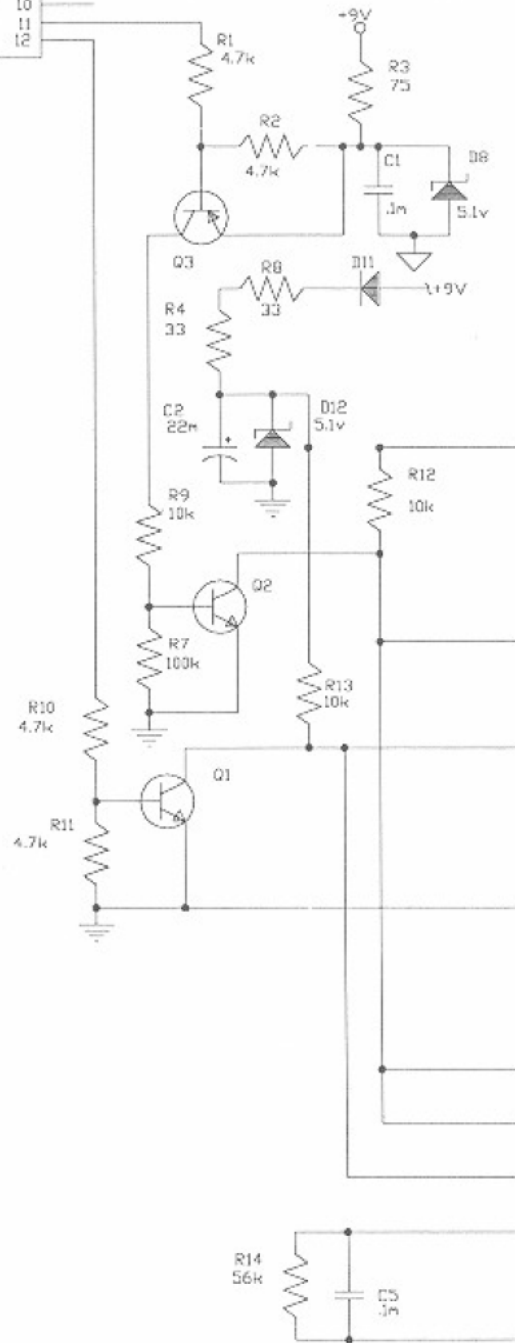 10
11
12
R1
4.7k
+9V
R3
75
R2
4.7k
C1
.1m
D8
5.1v
Q3
R8
33
D11
+9V
R4
33
C2
22m
D12
5.1v
R12
10k
R9
10k
Q2
R7
100k
R13
10k
R10
4.7k
Q1
R11
4.7k
R14
56k
C5
.1m